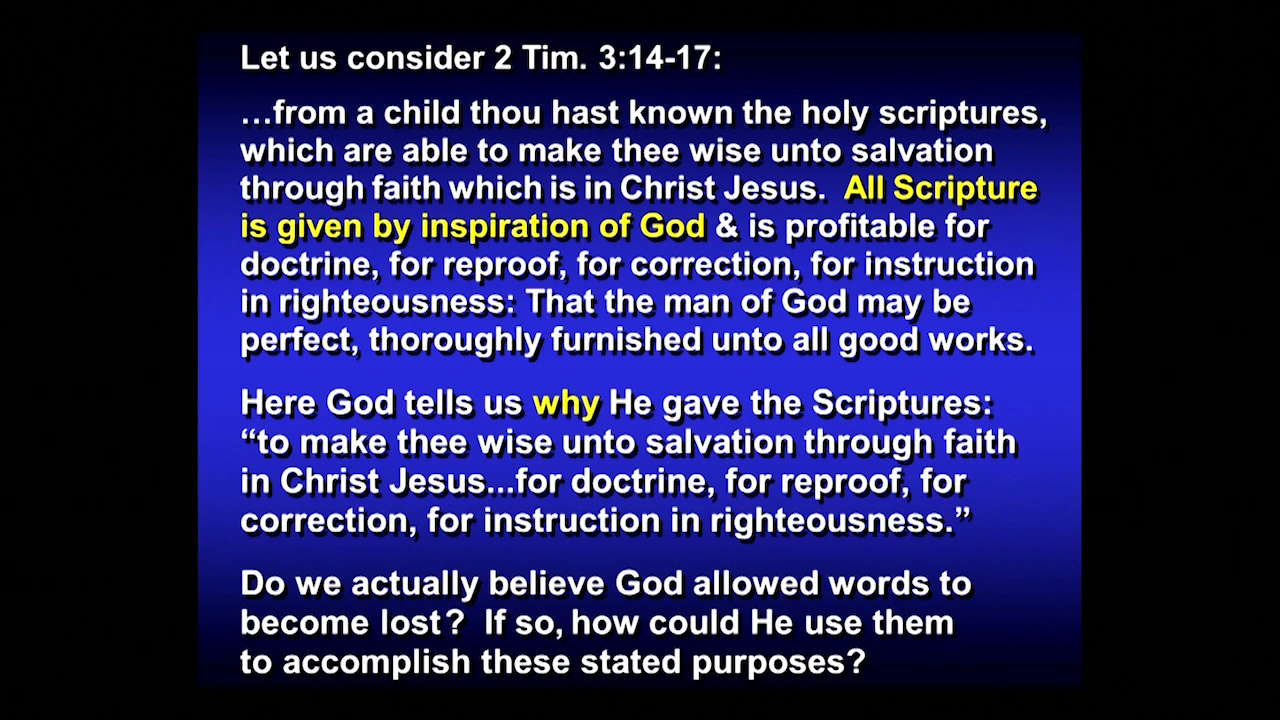 Let us consider 2 Tim. 3:14-17:
…from a child thou hast known the holy scriptures,
which are able to make thee wise unto salvation
through faith which is in Christ Jesus.  All Scripture
is given by inspiration of God & is profitable for
doctrine, for reproof, for correction, for instruction
in righteousness: That the man of God may be
perfect, thoroughly furnished unto all good works.
Here God tells us why He gave the Scriptures:
“to make thee wise unto salvation through faith
in Christ Jesus...for doctrine, for reproof, for
correction, for instruction in righteousness.”
Do we actually believe God allowed words to
become lost?  If so, how could He use them
to accomplish these stated purposes?